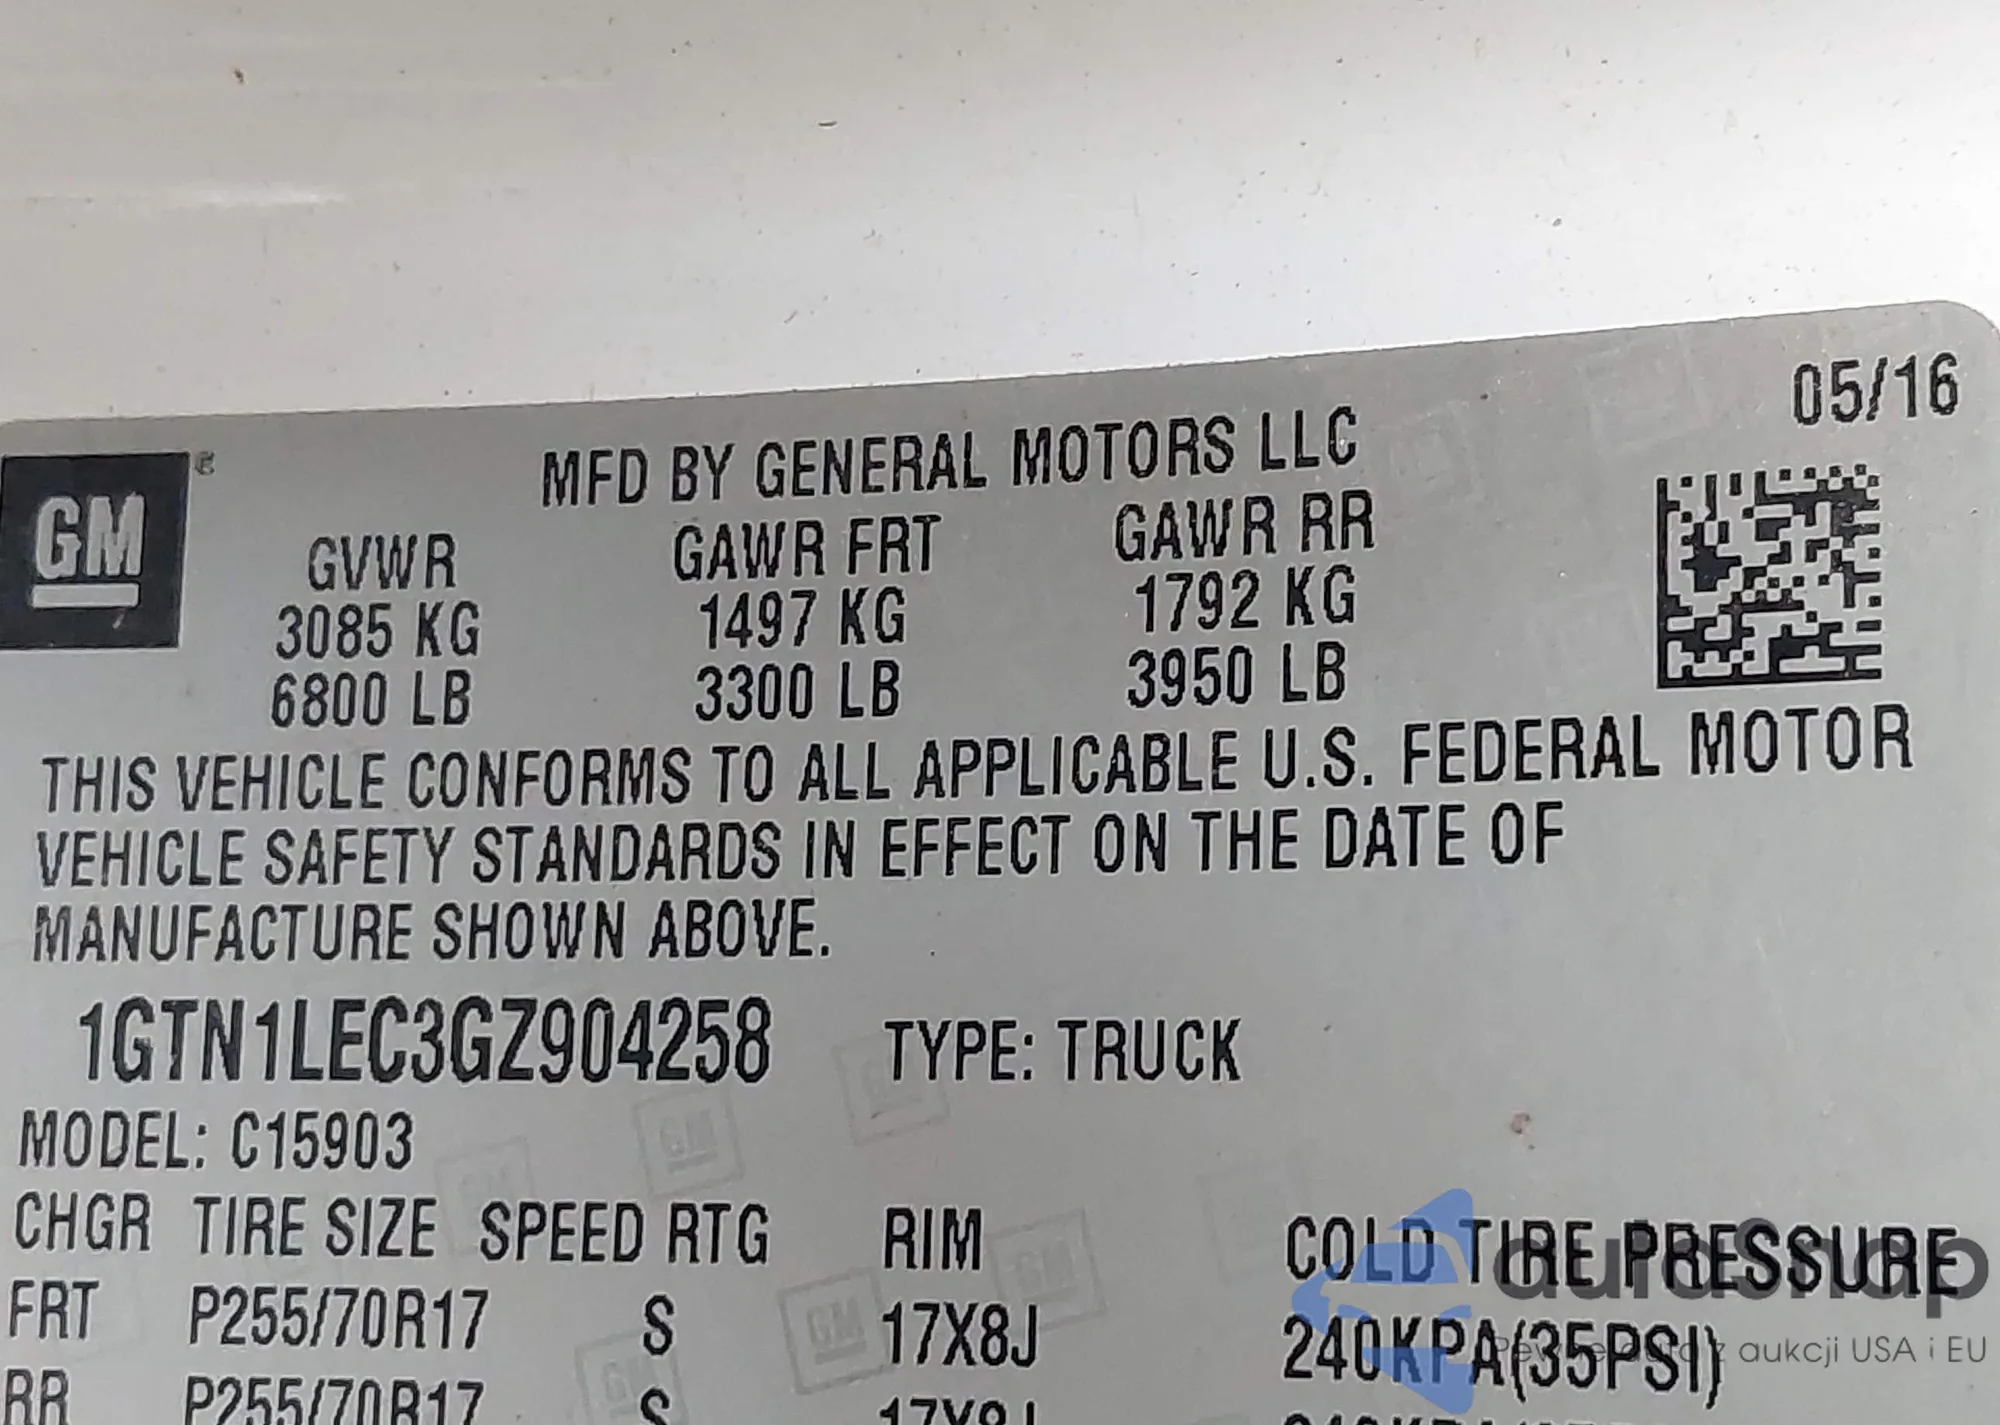 05/16
GM
MFD BY GENERAL MOTORS LLC
GVWR GAWR FRT GAWR RR
3085 KG 1497 KG 1792 KG
6800 LB 3300 LB 3950 LB
THIS VEHICLE CONFORMS TO ALL APPLICABLE U.S. FEDERAL MOTOR
VEHICLE SAFETY STANDARDS IN EFFECT ON THE DATE OF
MANUFACTURE SHOWN ABOVE.
1GTN1LEC3GZ904258 TYPE: TRUCK
MODEL: C15903
CHGR TIRE SIZE SPEED RTG RIM COLD TIRE PRESSURE
FRT P255/70R17 S 17X8J 240KPA(35PSI)
RR P255/70R17 S
z aukcji USA i EU